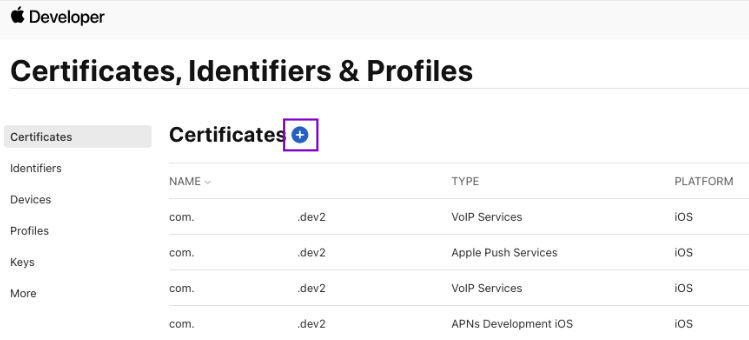 Developer
Certificates, Identifiers & Profiles
Certificates
Identifiers
Devices
Profiles
Keys
More
Certificates
NAME TYPE PLATFORM
com. .dev2 VoIP Services iOS
com. .dev2 Apple Push Services iOS
com. .dev2 VoIP Services iOS
com. .dev2 APNs Development iOS iOS